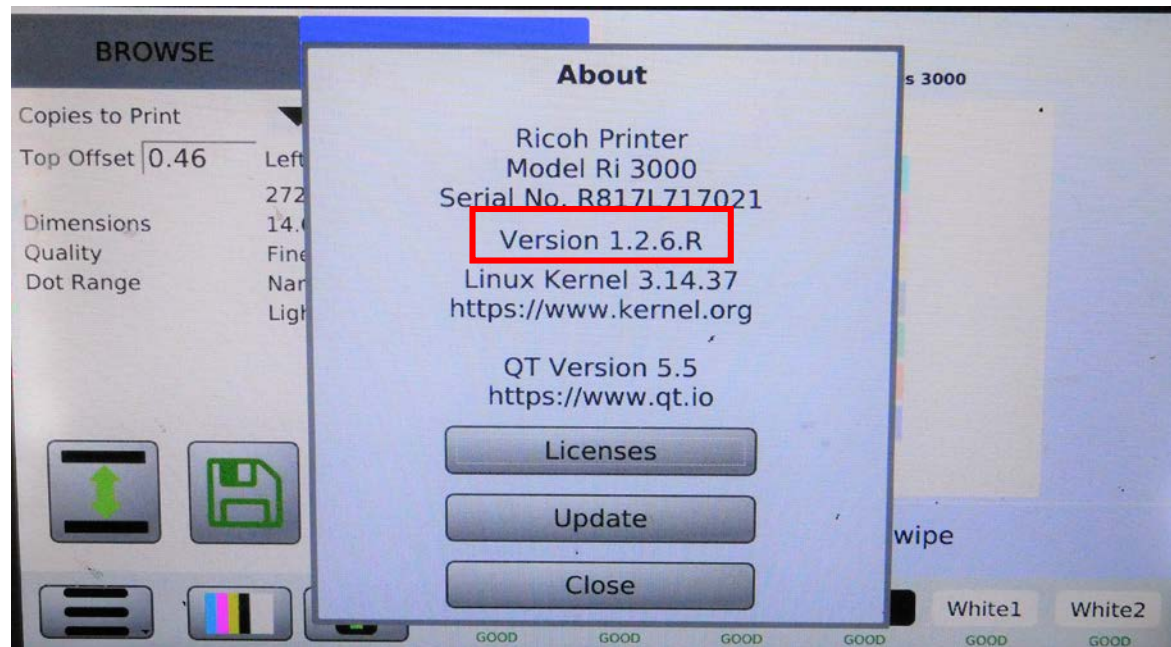 BROWSE
About
s 3000
Copies to Print
Ricoh Printer
Top Offset 0.46 Left
Model Ri 3000
272
Serial No. R817L717021
Dimensions 14.
Version 1.2.6.R
Quality Fine
Linux Kernel 3.14.37
Dot Range Nar
https://www.kernel.org
Ligh
QT Version 5.5
https://www.qt.io
Licenses
Update
wipe
Close
White1 White2
GOOD GOOD GOOD GOOD GOOD GOOD